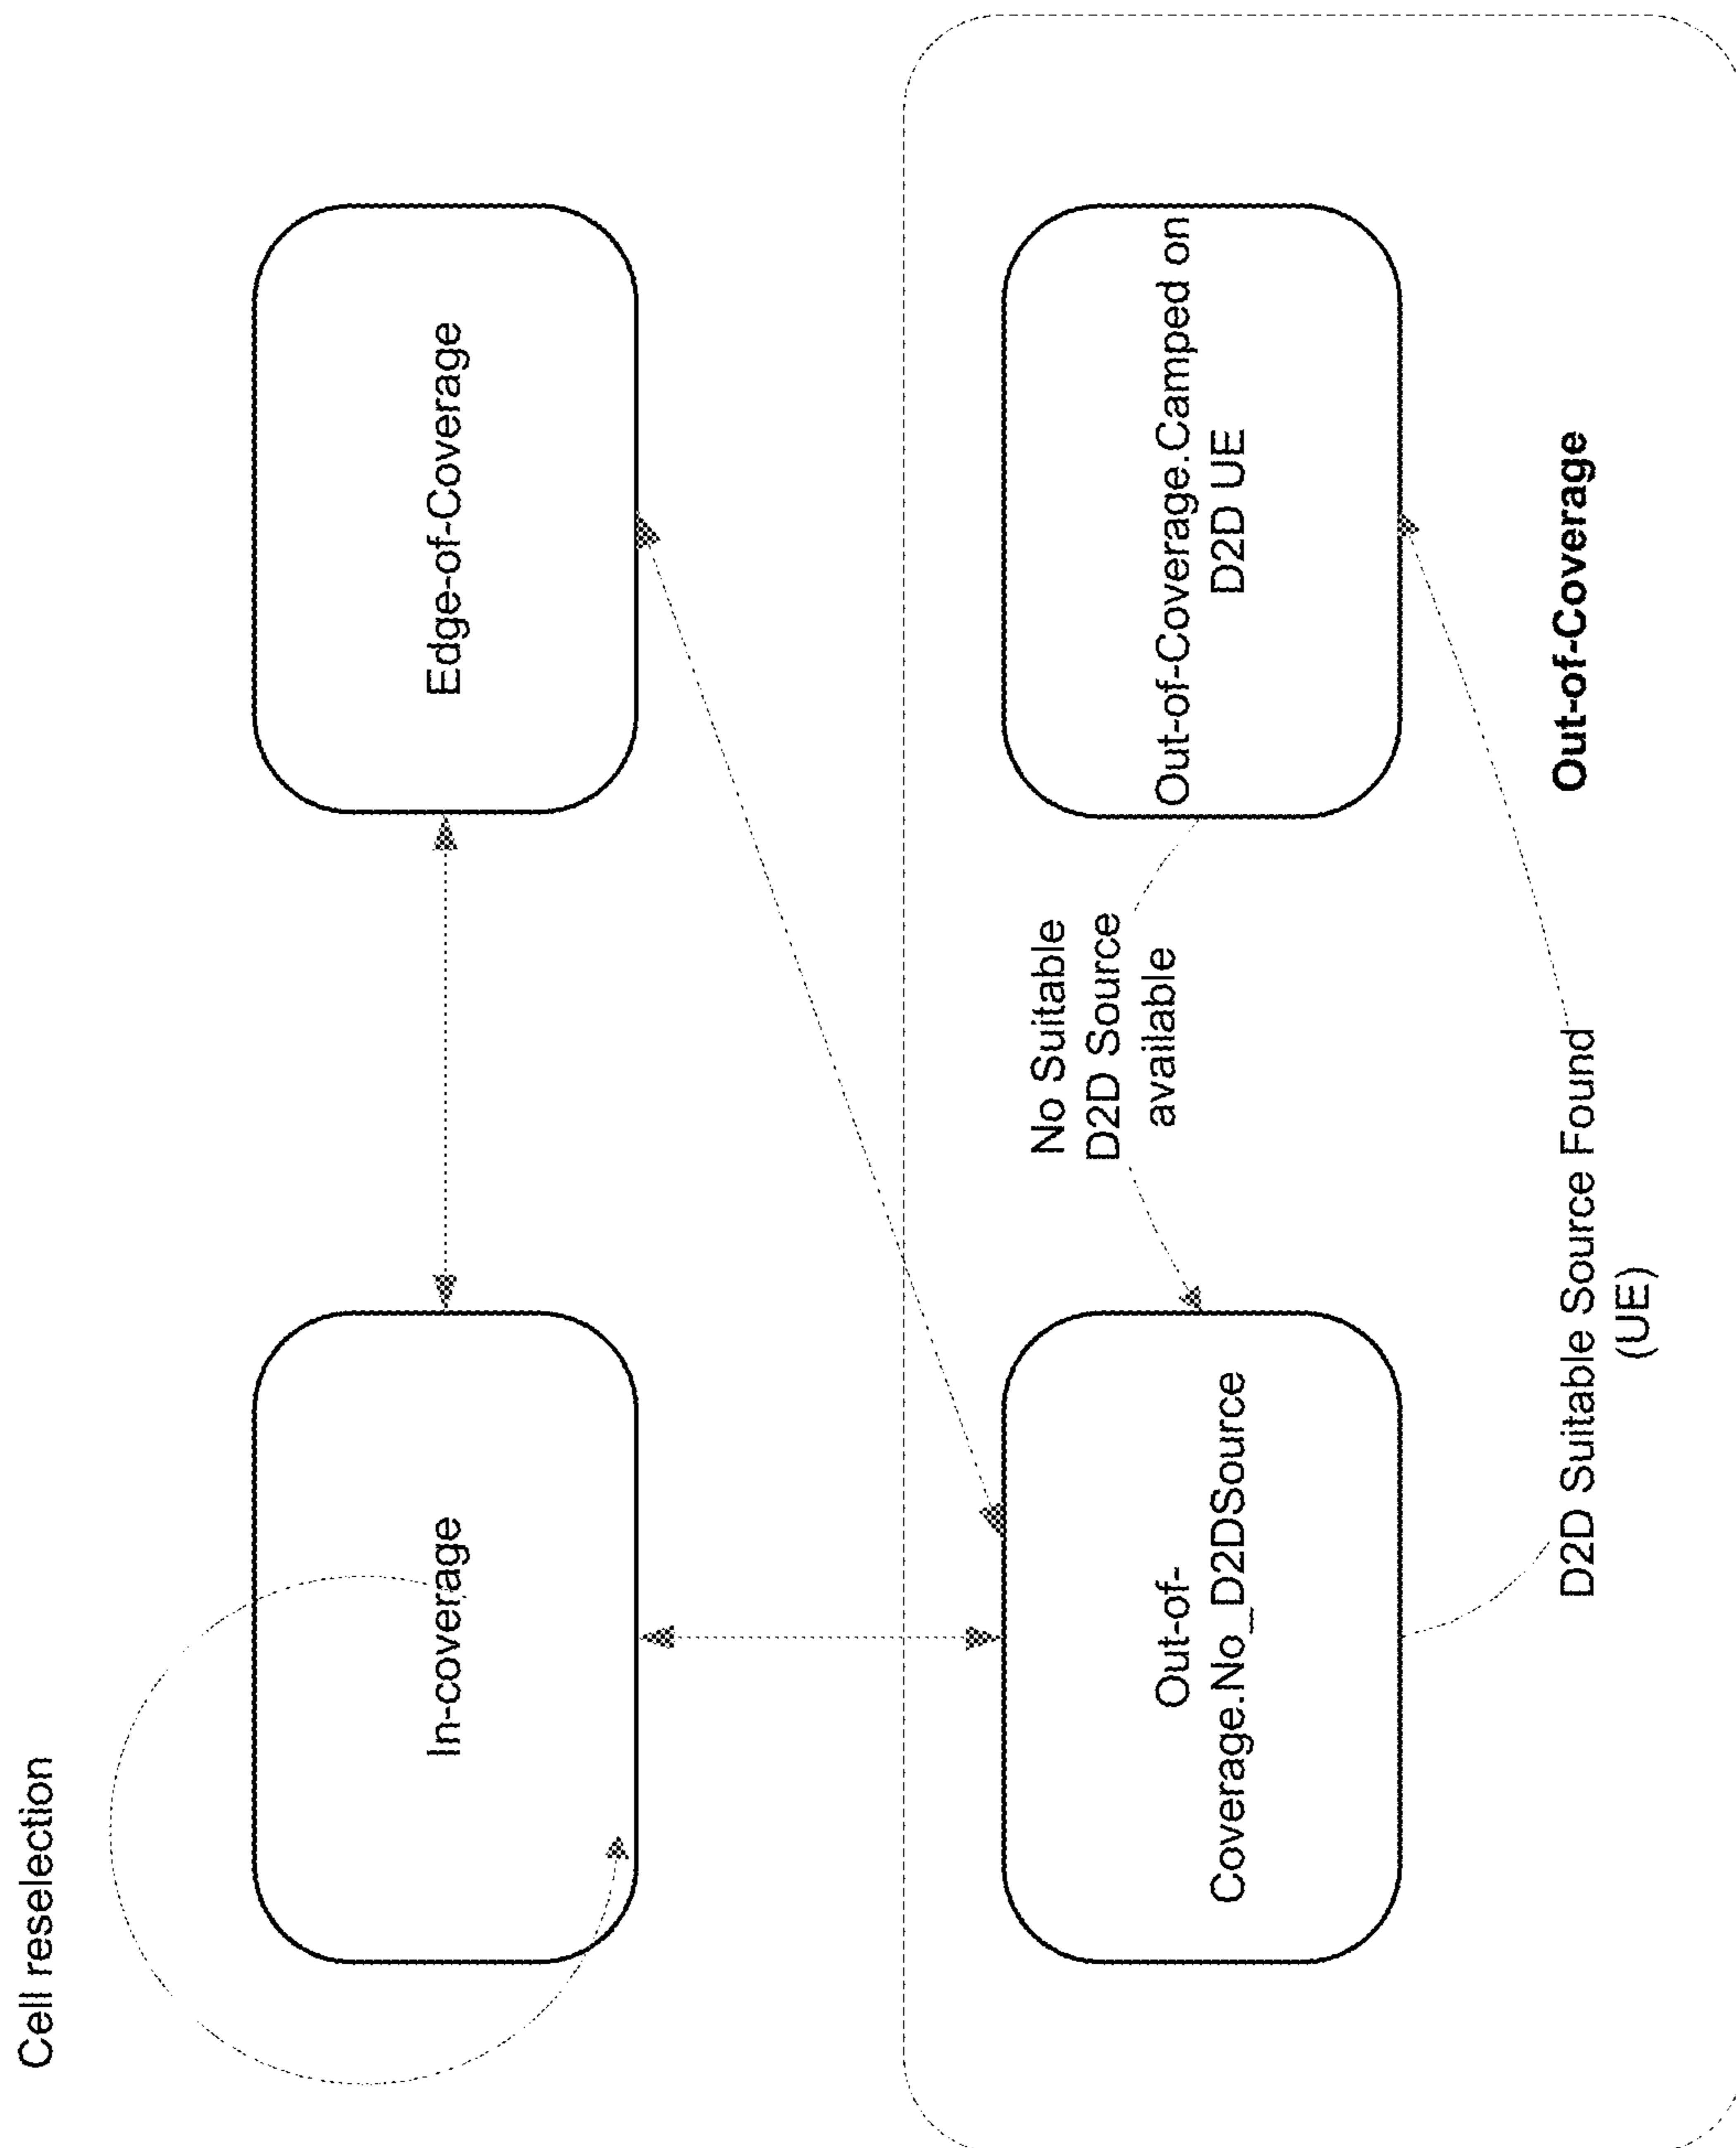 Cell reselection
In-coverage
Edge-of-Coverage
Out-of-
Coverage.No_D2DSource
No Suitable
D2D Source
available
Out-of-Coverage.Camped on
D2D UE
D2D Suitable Source Found
(UE)
Out-of-Coverage